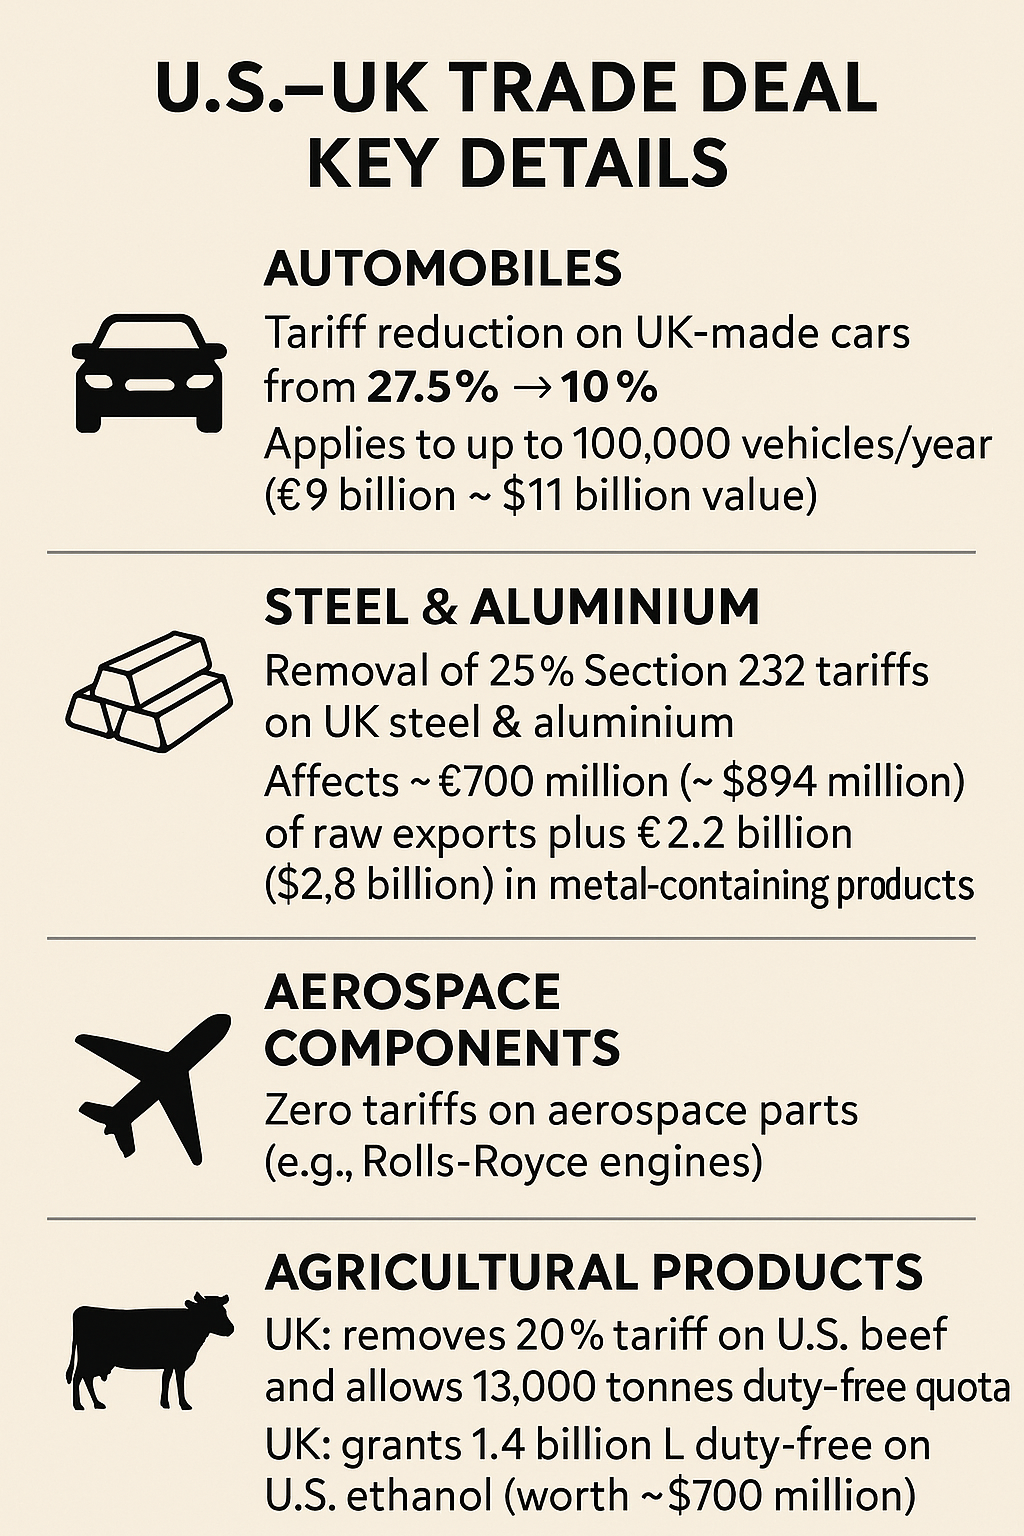 U.S.–UK TRADE DEAL
KEY DETAILS
AUTOMOBILES
Tariff reduction on UK-made cars
from 27.5% → 10%
Applies to up to 100,000 vehicles/year
(€9 billion ~ $11 billion value)
STEEL & ALUMINIUM
Removal of 25% Section 232 tariffs
on UK steel & aluminium
Affects ~€700 million (~$894 million)
of raw exports plus €2.2 billion
($2,8 billion) in metal-containing products
AEROSPACE
COMPONENTS
Zero tariffs on aerospace parts
(e.g., Rolls-Royce engines)
AGRICULTURAL PRODUCTS
UK: removes 20% tariff on U.S. beef
and allows 13,000 tonnes duty-free quota
UK: grants 1.4 billion L duty-free on
U.S. ethanol (worth ~$700 million)